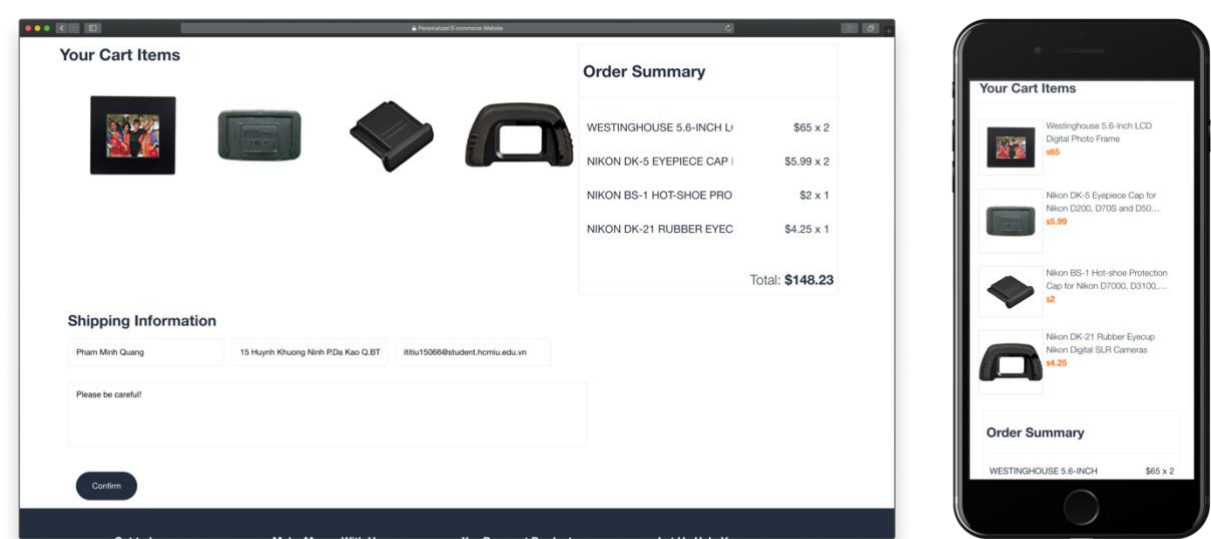 Personalized E-commerce Website
Your Cart Items
Order Summary
WESTINGHOUSE 5.6-INCH L
$65 x 2
NIKON DK-5 EYEPIECE CAP
$5.99 x 2
NIKON BS-1 HOT-SHOE PRO
$2 x 1
NIKON DK-21 RUBBER EYEC
$4.25 x 1
Total: $148.23
Shipping Information
Pham Minh Quang
15 Huynh Khuong Ninh P.Da Kao Q.BT
ititiu15066@student.hcmiu.edu.vn
Please be careful!
Confirm
Your Cart Items
Westinghouse 5.6-Inch LCD
Digital Photo Frame
$65
Nikon DK-5 Eyepiece Cap for
Nikon D200, D70S and D50...
$5.99
Nikon BS-1 Hot-shoe Protection
Cap for Nikon D7000, D3100,...
$2
Nikon DK-21 Rubber Eyecup
Nikon Digital SLR Cameras
$4.25
Order Summary
WESTINGHOUSE 5.6-INCH
$65 x 2